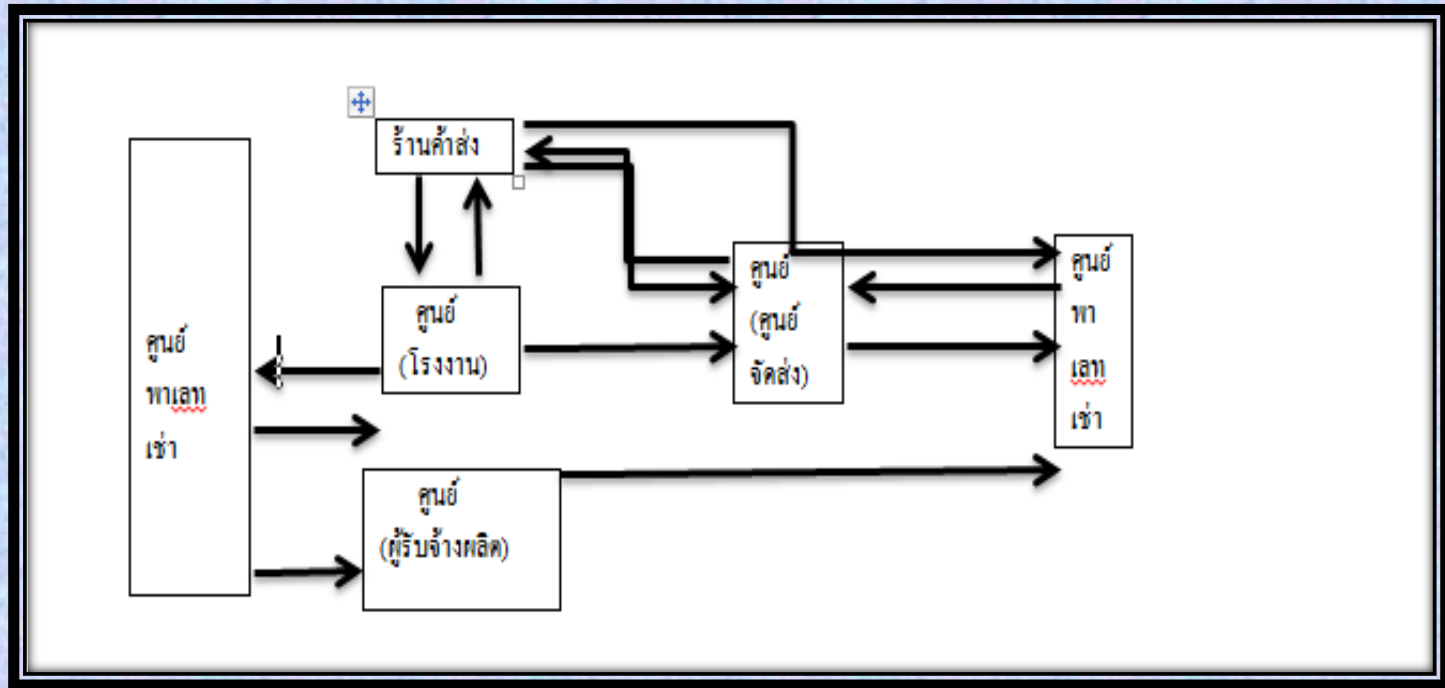 ร้านค้าส่ง
ศูนย์
พาเลท
เช่า
ศูนย์
(โรงงาน)
ศูนย์
(ผู้รับจ้างผลิต)
ศูนย์
(ศูนย์
จัดส่ง)
ศูนย์
พา
เลท
เช่า